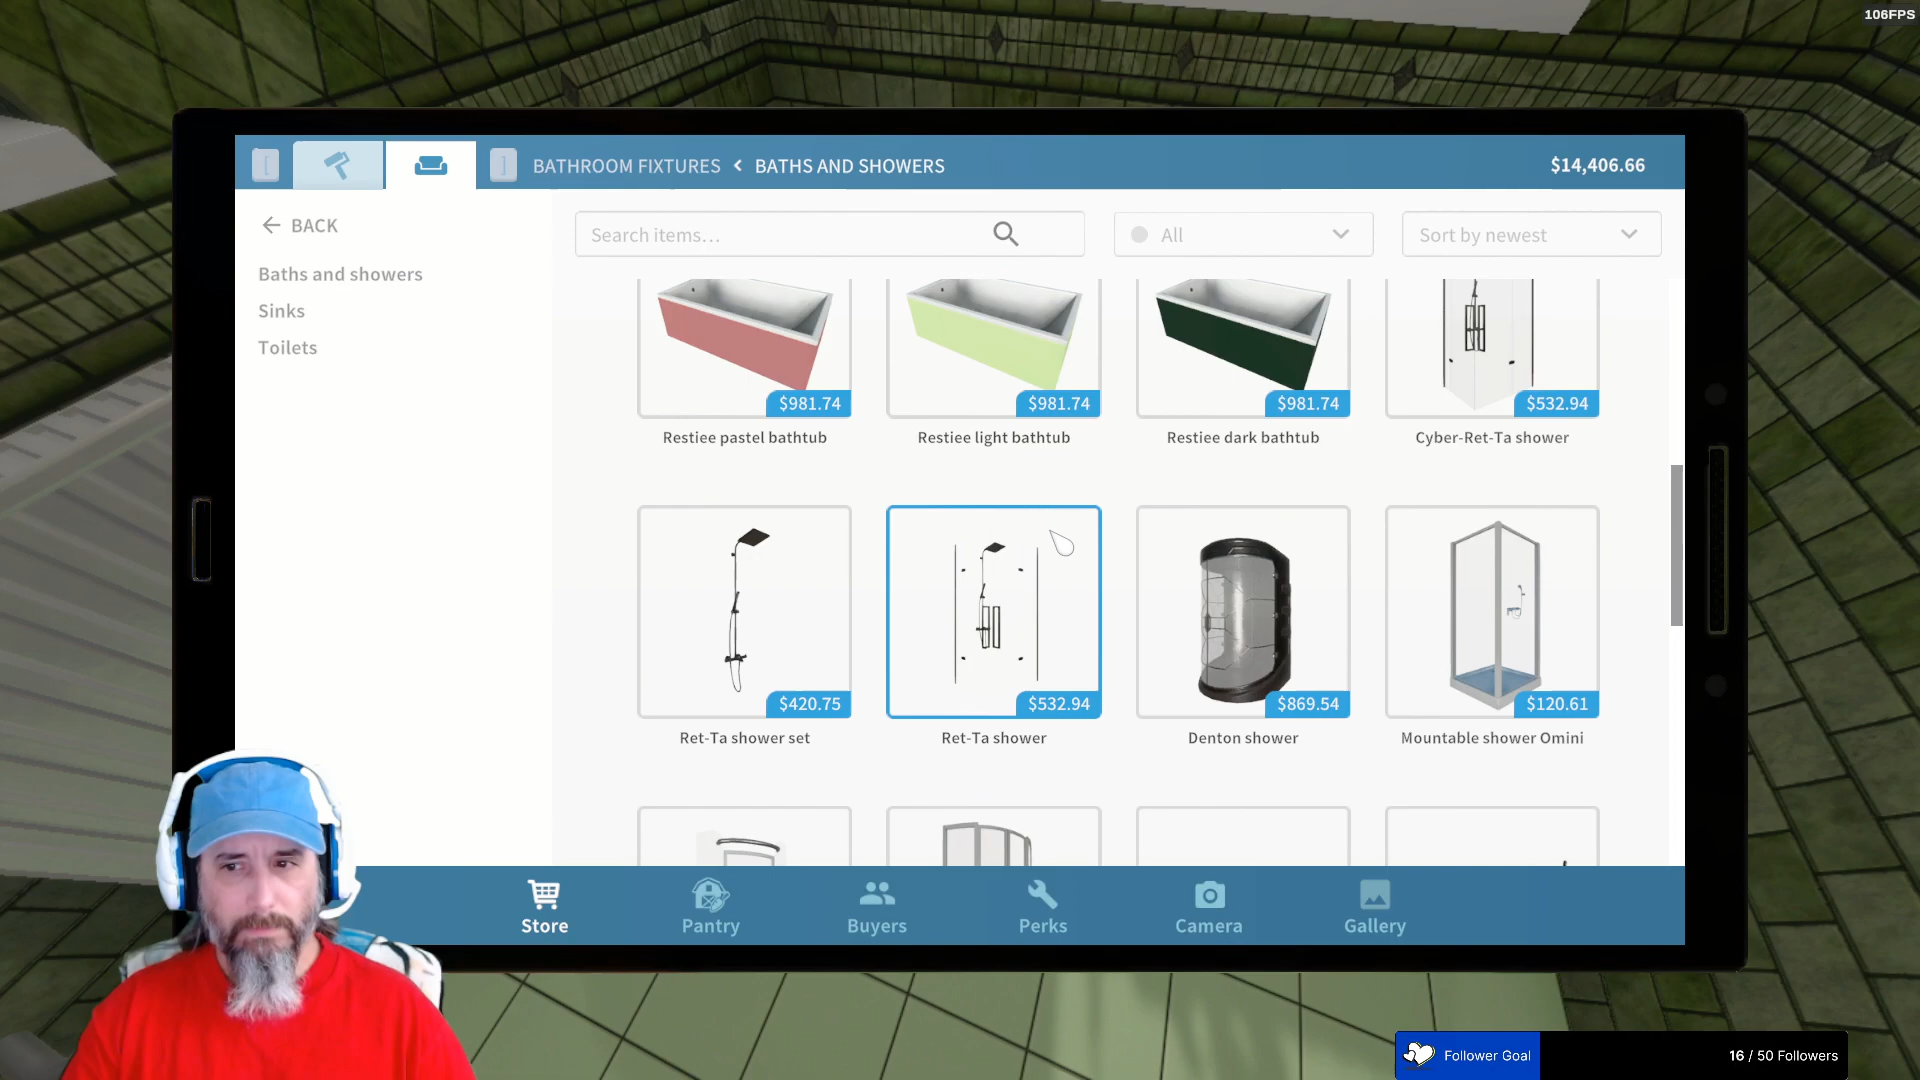 106FPS
[
]
BATHROOM FIXTURES
BATHS AND SHOWERS
$14,406.66
BACK
Search items...
All
Sort by newest
Baths and showers
Sinks
Toilets
$981.74
$981.74
$981.74
$532.94
Restiee pastel bathtub
Restiee light bathtub
Restiee dark bathtub
Cyber-Ret-Ta shower
$420.75
$532.94
$869.54
$120.61
Ret-Ta shower set
Ret-Ta shower
Denton shower
Mountable shower Omini
Store
Pantry
Buyers
Perks
Camera
Gallery
Follower Goal
16 / 50 Followers